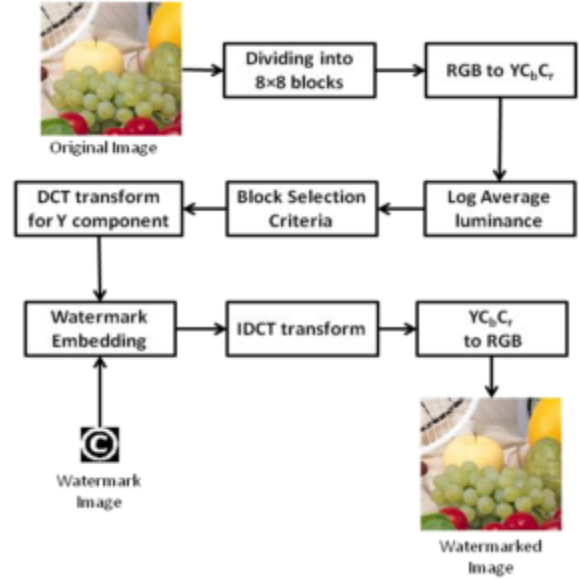 Original Image
Dividing into
8×8 blocks
RGB to YCbCr
Log Average
luminance
Block Selection
Criteria
DCT transform
for Y component
Watermark
Embedding
IDCT transform
YCbCr
to RGB
©
Watermark
Image
Watermarked
Image